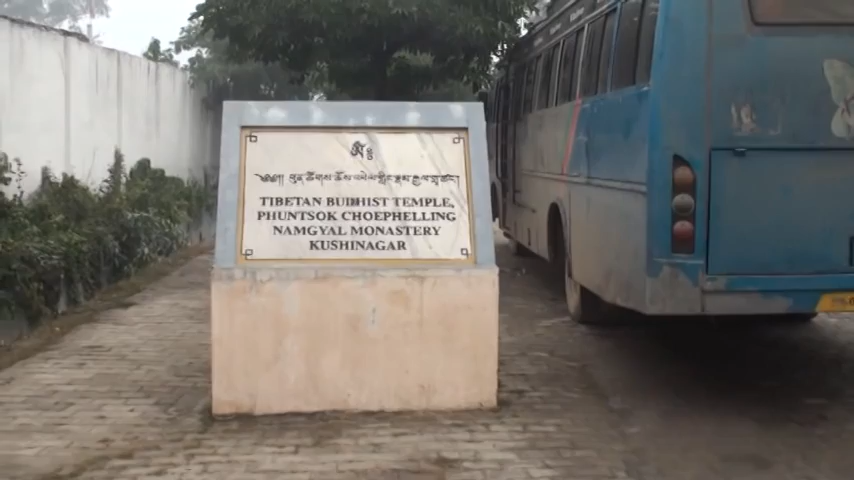 TIBETAN BUDHIST TEMPLE,
PHUNTSOK CHOEPHELLING
NAMGYAL MONASTERY
KUSHINAGAR